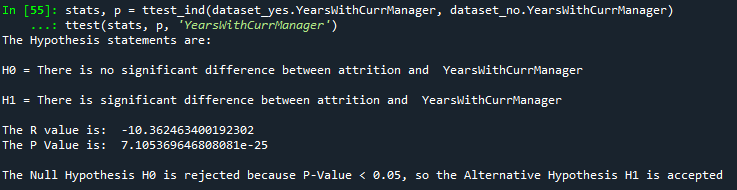 In [55]: stats, p = ttest_ind(dataset_yes.YearsWithCurrManager, dataset_no.YearsWithCurrManager)
    ...: ttest(stats, p, 'YearsWithCurrManager')
The Hypothesis statements are:
H0 = There is no significant difference between attrition and  YearsWithCurrManager
H1 = There is significant difference between attrition and  YearsWithCurrManager
The R value is:  -10.362463400192302
The P Value is:  7.105369646808081e-25
The Null Hypothesis H0 is rejected because P-Value < 0.05, so the Alternative Hypothesis H1 is accepted